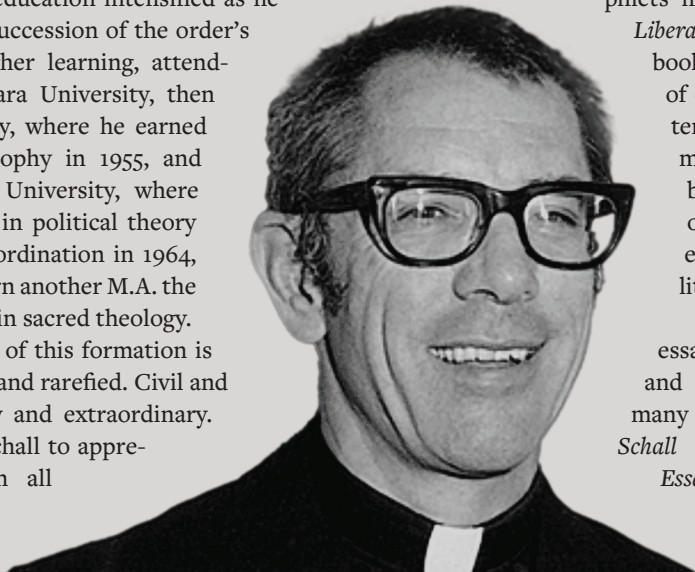 education intensified as he
uccession of the order’s
her learning, attend-
ara University, then
y, where he earned
ophy in 1955, and
University, where
in political theory
ordination in 1964,
rn another M.A. the
in sacred theology.
of this formation is
and rarefied. Civil and
y and extraordinary.
chall to appre-
n all
Libera
book
of
ter
m
b
o
e
lit
essa
and
many
Schall
Essa